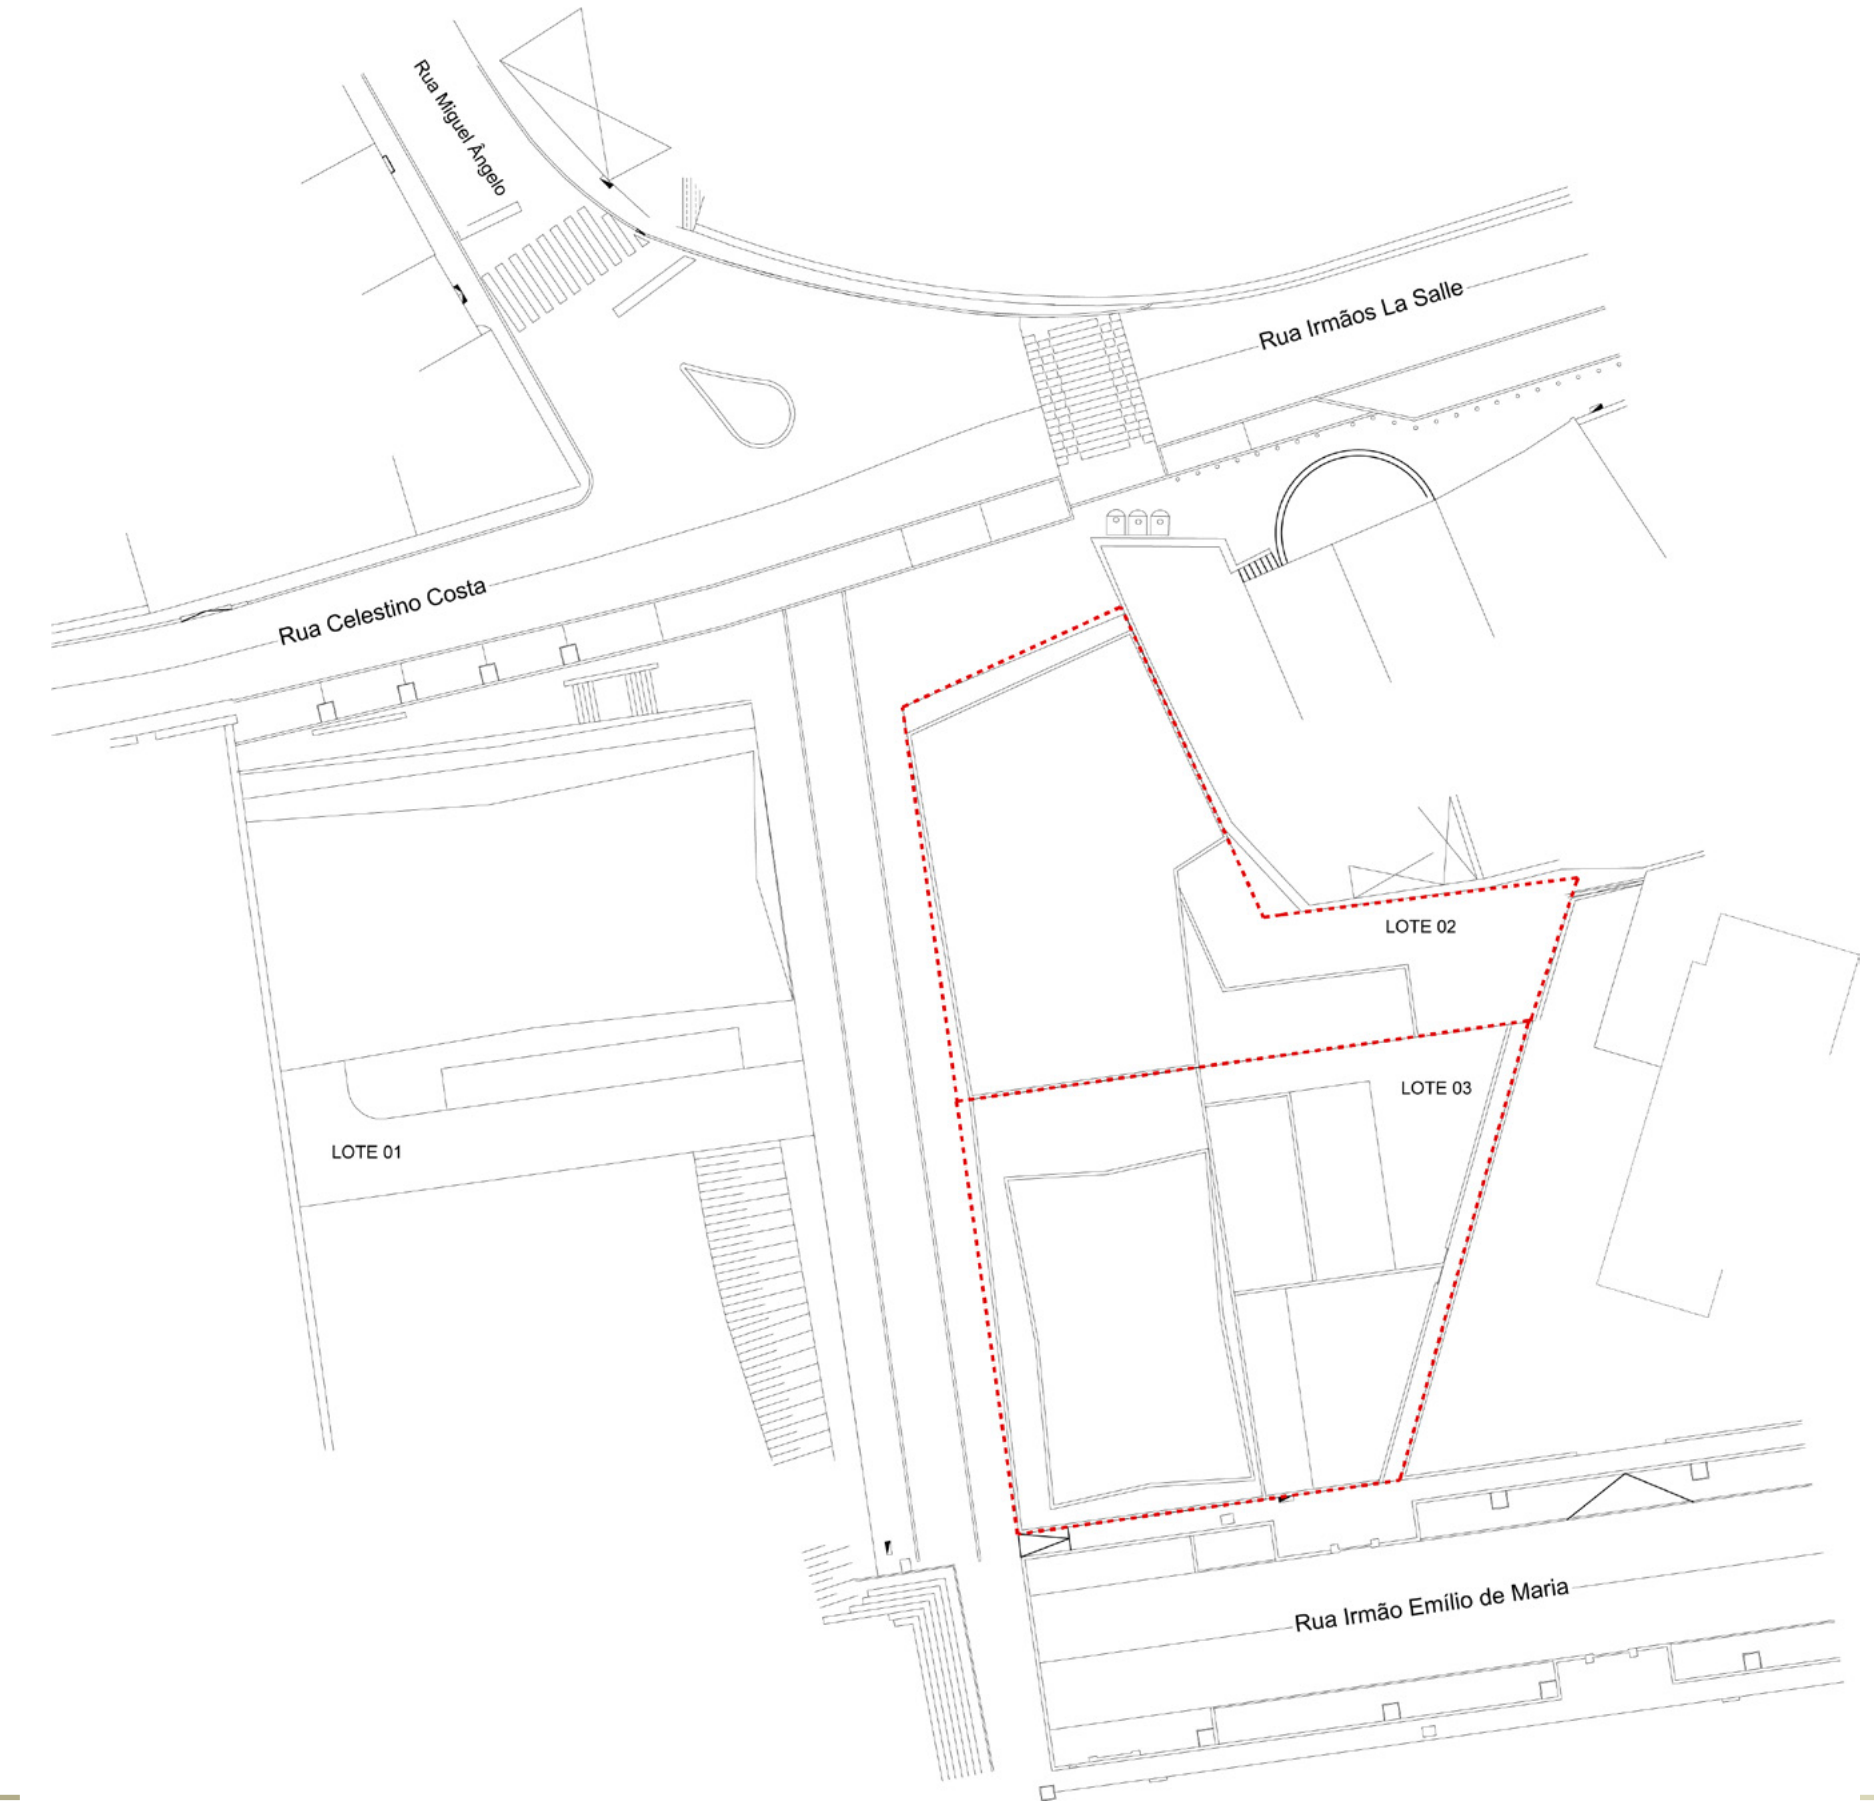 Rua Miguel Ângelo
Rua Irmãos La Salle
Rua Celestino Costa
LOTE 02
LOTE 03
LOTE 01
Rua Irmão Emílio de Maria